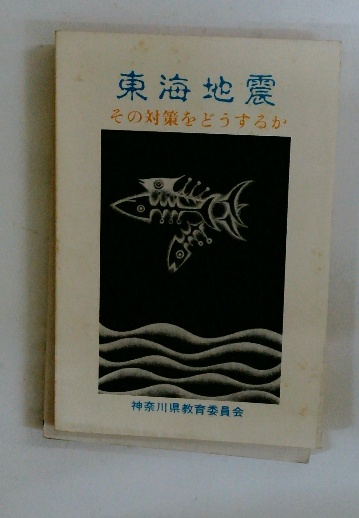 東海地震
その対策をどうするか
神奈川県教育委員会